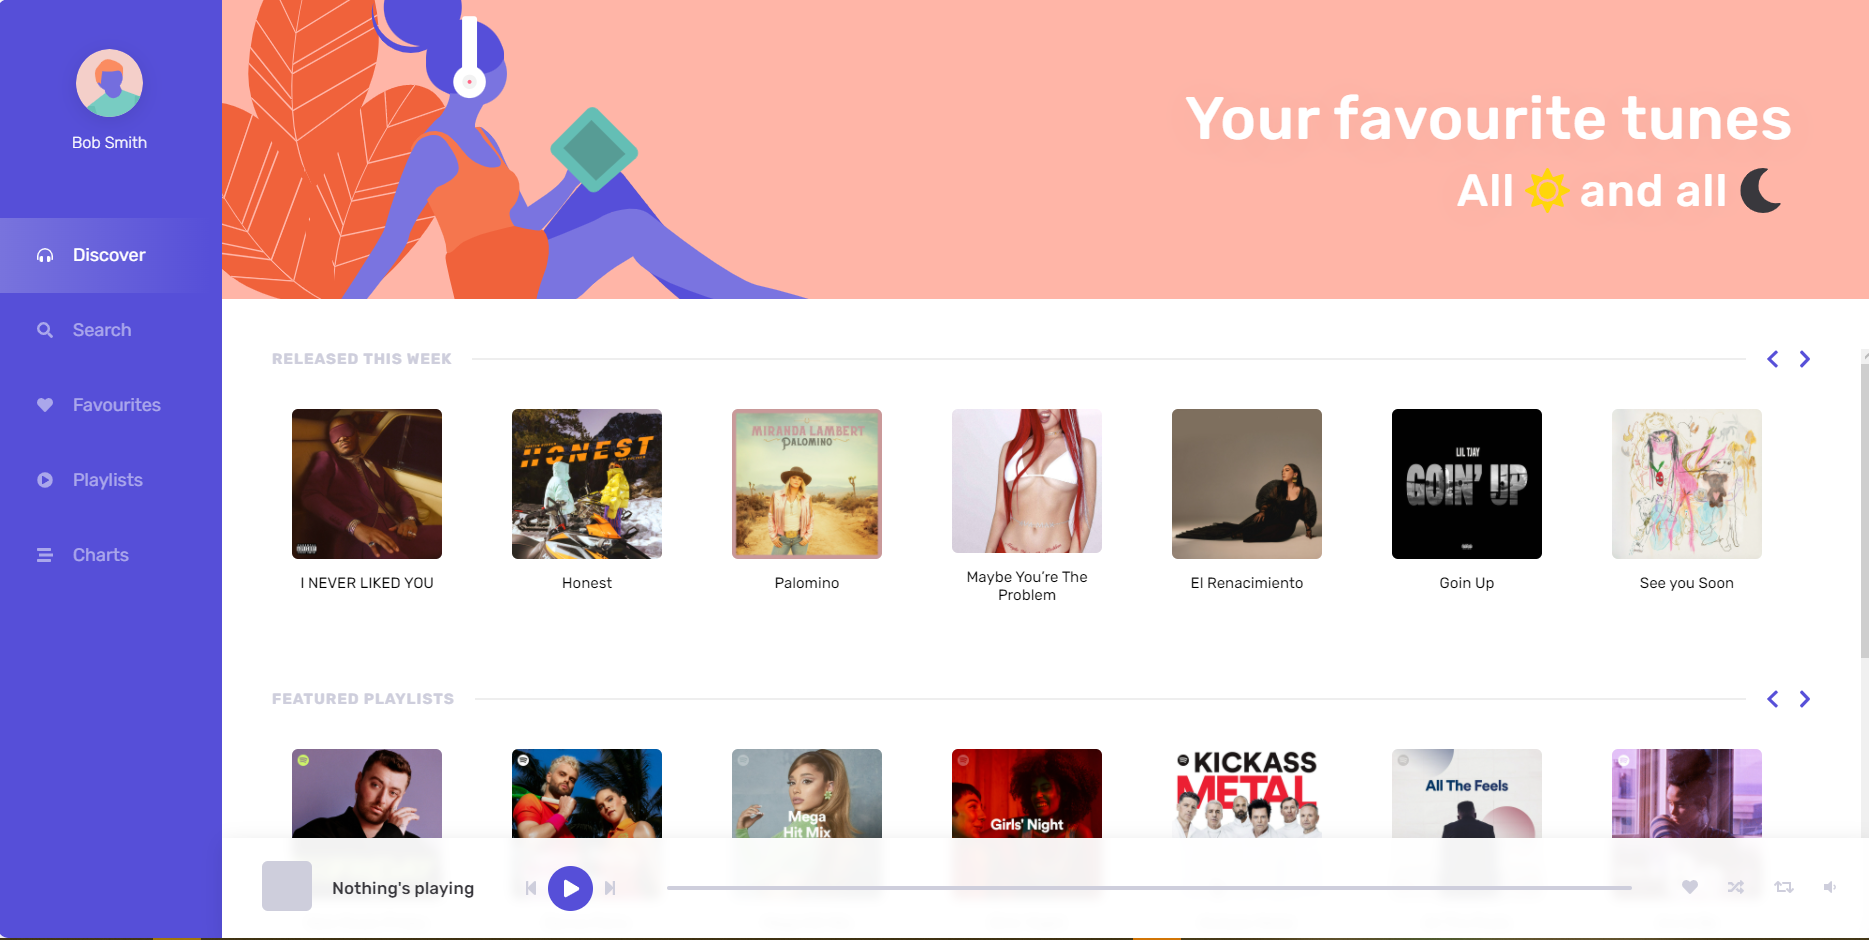 Bob Smith
Discover
Search
Favourites
Playlists
Charts
Your favourite tunes
All and all
RELEASED THIS WEEK
HONEST
MIRANDA LAMBERT
PALOMINO
LIL TJAY
GOIN' UP
I NEVER LIKED YOU
Honest
Palomino
Maybe You're The
Problem
El Renacimiento
Goin Up
See you Soon
FEATURED PLAYLISTS
Mega
Hit Mix
Girls' Night
KICKASS
METAL
All The Feels
Nothing's playing